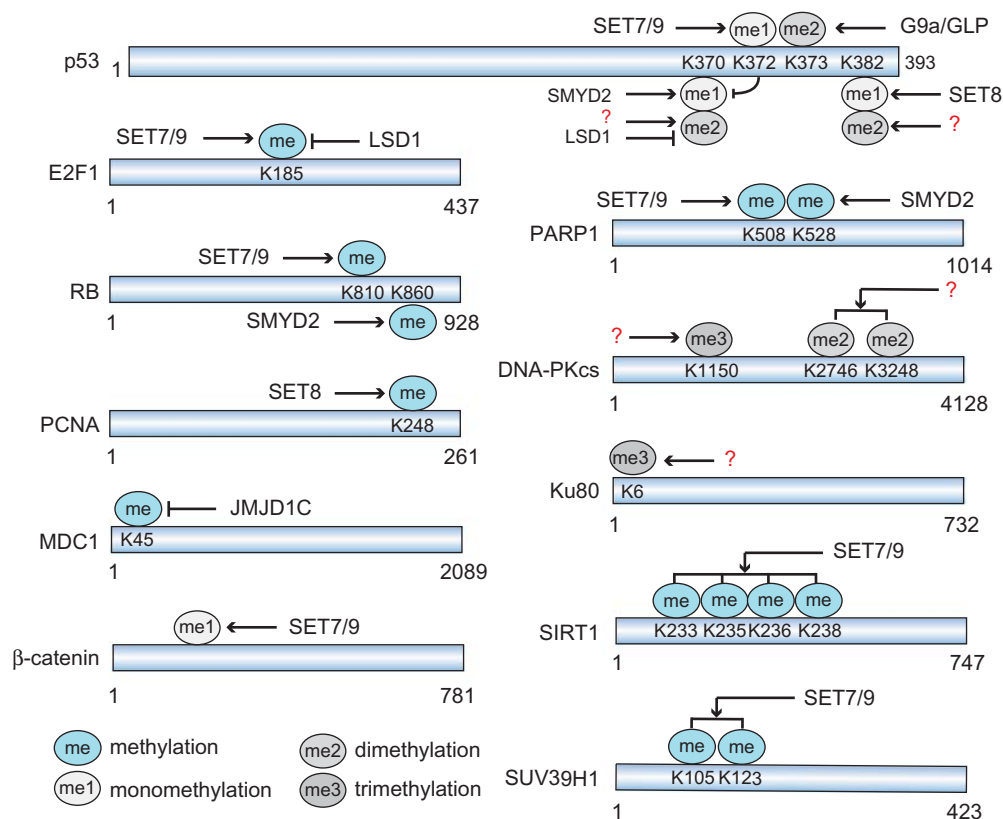 SET7/9 me1 me2 G9a/GLP
p53 1 K370 K372 K373 K382 393
SMYD2 me1 me1 SET8
? me2 me2 ?
LSD1
SET7/9 me LSD1
E2F1 K185
1 437
SET7/9 me me SMYD2
PARP1 K508 K528
1 1014
SET7/9 me
RB K810 K860
1 928
SMYD2 me
?
? me3 me2 me2
DNA-PKcs K1150 K2746 K3248
1 4128
SET8 me
PCNA K248
1 261
me3 ?
Ku80 K6
1 732
me JMJD1C
MDC1 K45
1 2089
SET7/9
me me me me
SIRT1 K233 K235 K236 K238
1 747
me1 SET7/9
β-catenin
1 781
SET7/9
me me
SUV39H1 K105 K123
1 423
me methylation me2 dimethylation
me1 monomethylation me3 trimethylation